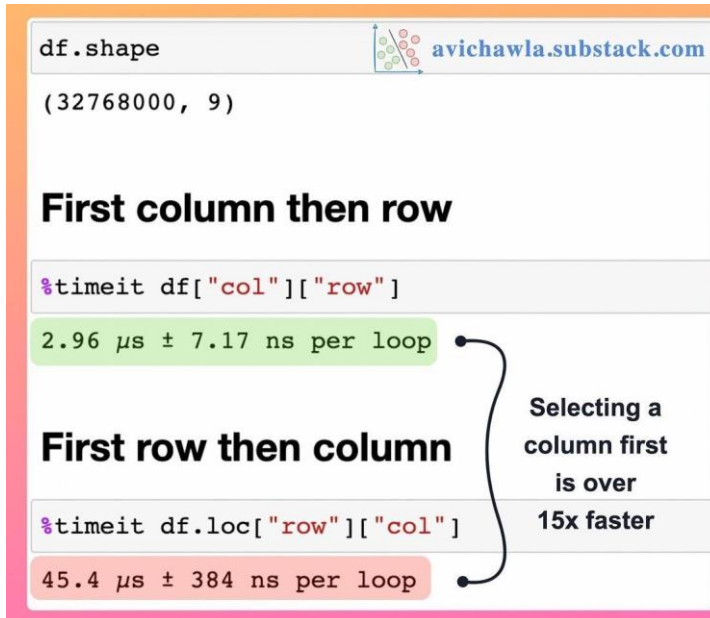 df.shape
avichawla.substack.com
(32768000, 9)
First column then row
%timeit df["col"]["row"]
2.96 µs ± 7.17 ns per loop
Selecting a
column first
is over
15x faster
First row then column
%timeit df.loc["row"]["col"]
45.4 µs ± 384 ns per loop